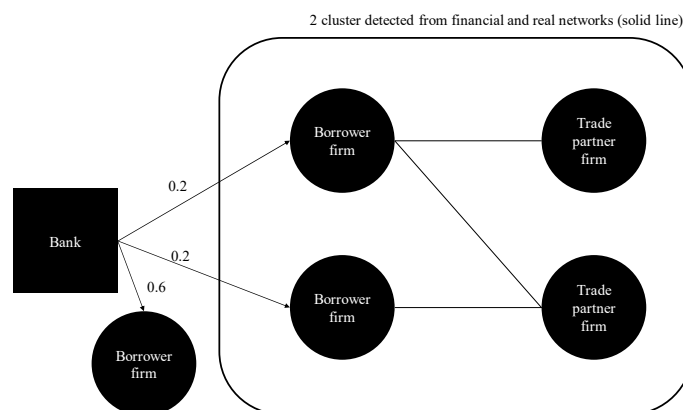 2 cluster detected from financial and real networks (solid line)
Borrower
firm
Trade
partner
firm
0.2
Bank
0.2
0.6
Borrower
firm
Trade
partner
firm
Borrower
firm